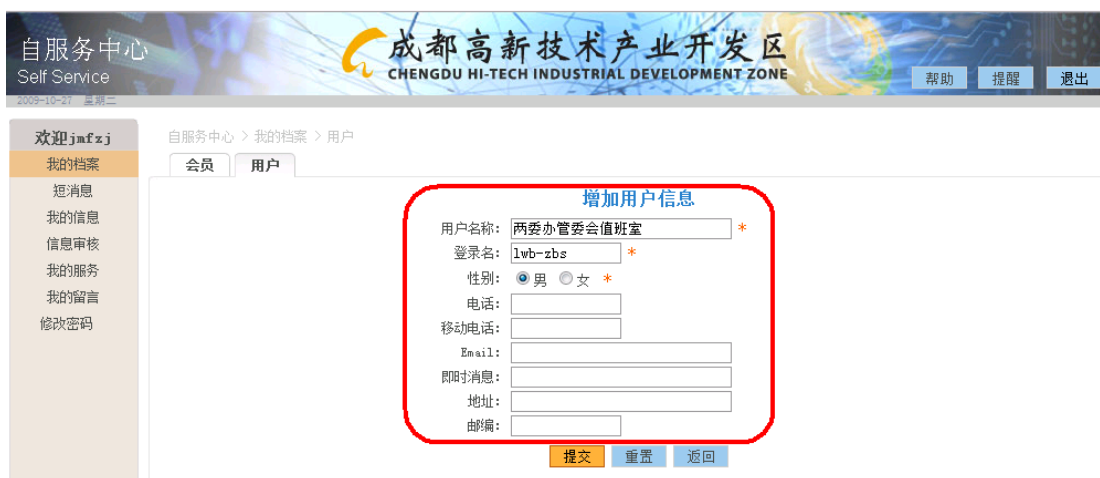 自服务中心
Self Service
2009-10-27 星期二
成都高新技术产业开发区
CHENGDU HI-TECH INDUSTRIAL DEVELOPMENT ZONE
帮助 提醒 退出
欢迎jmfzj
我的档案
短消息
我的信息
信息审核
我的服务
我的留言
修改密码
自服务中心 > 我的档案 > 用户
会员 用户
增加用户信息
用户名称: 两委办管委会值班室 *
登录名: lwb-zbs *
性别: 男 女 *
电话:
移动电话:
Email:
即时消息:
地址:
邮编:
提交 重置 返回